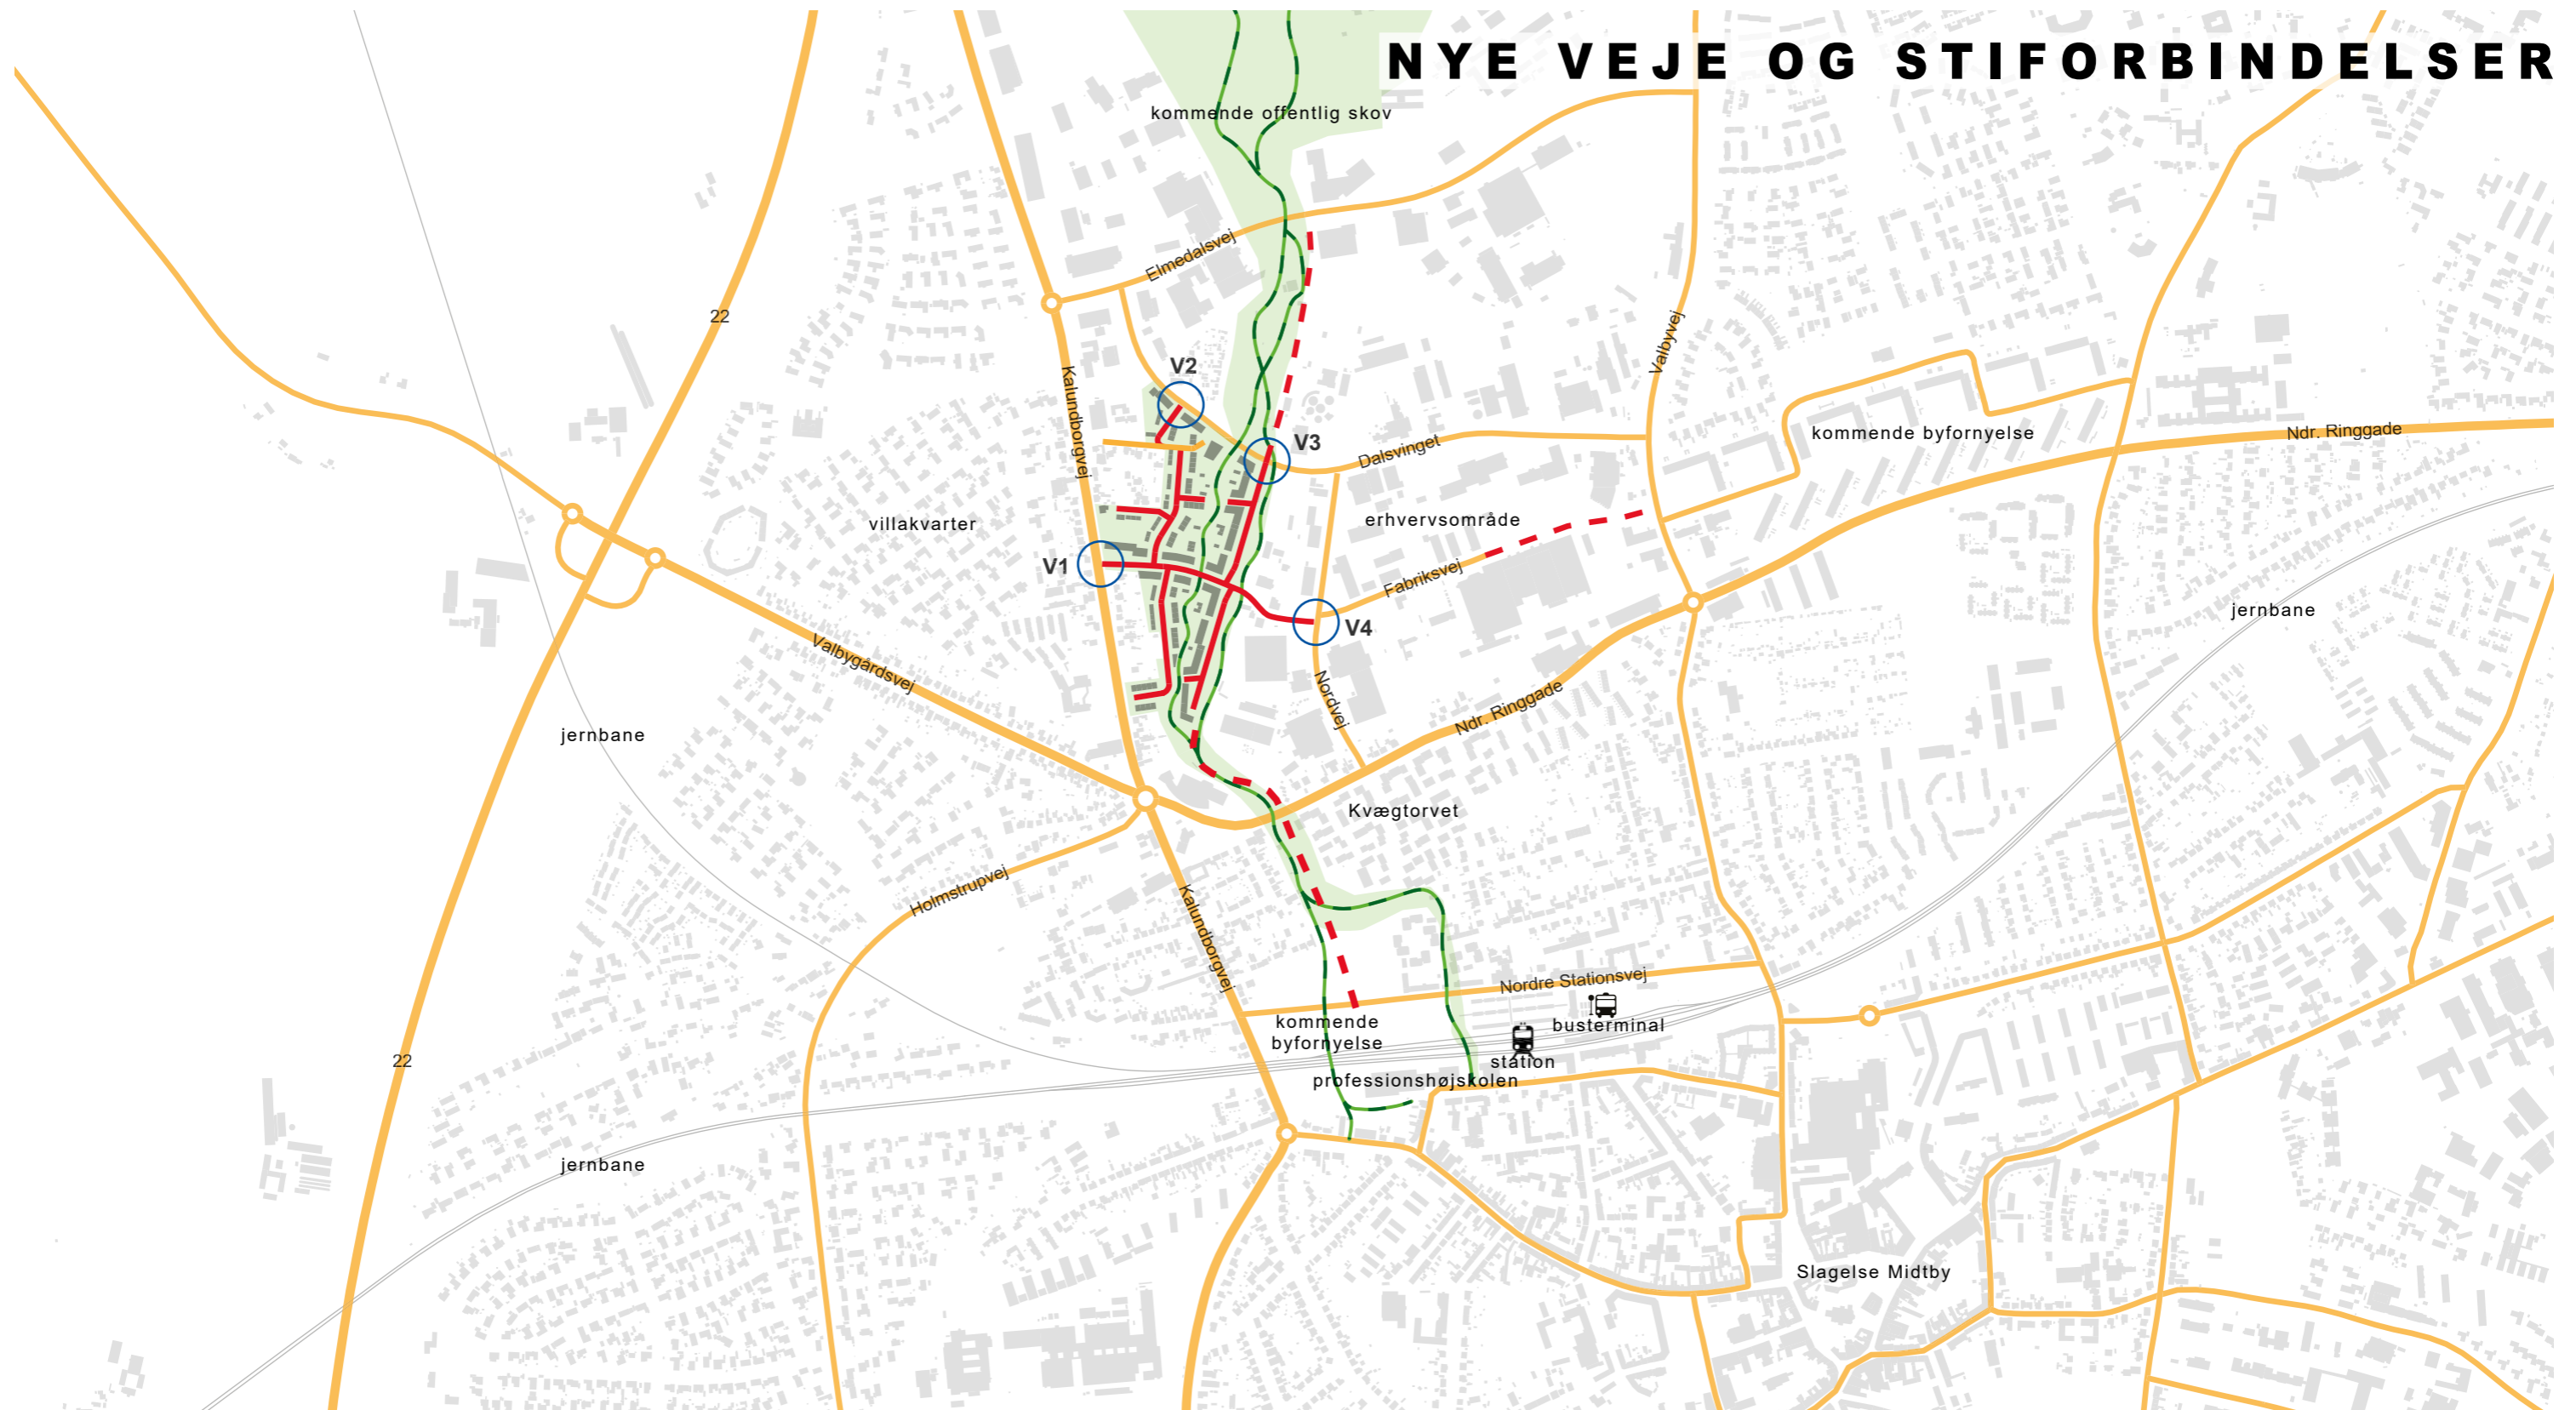 NYE VEJE OG STIFORBINDELSER
kommende offentlig skov
Elmedalsvej
22
Valbyvej
V2
Kalundborgvej
kommende byfornyelse
Ndr. Ringgade
V3
Dalsvinget
villakvarter
erhvervsområde
V1
Fabriksvej
jernbane
V4
Valbygårdsvej
Nordvej
Ndr. Ringgade
jernbane
Kvægtorvet
Holmstrupvej
Kalundborgvej
Nordre Stationsvej
kommende
byfornyelse
busterminal
22
station
professionshøjskolen
jernbane
Slagelse Midtby